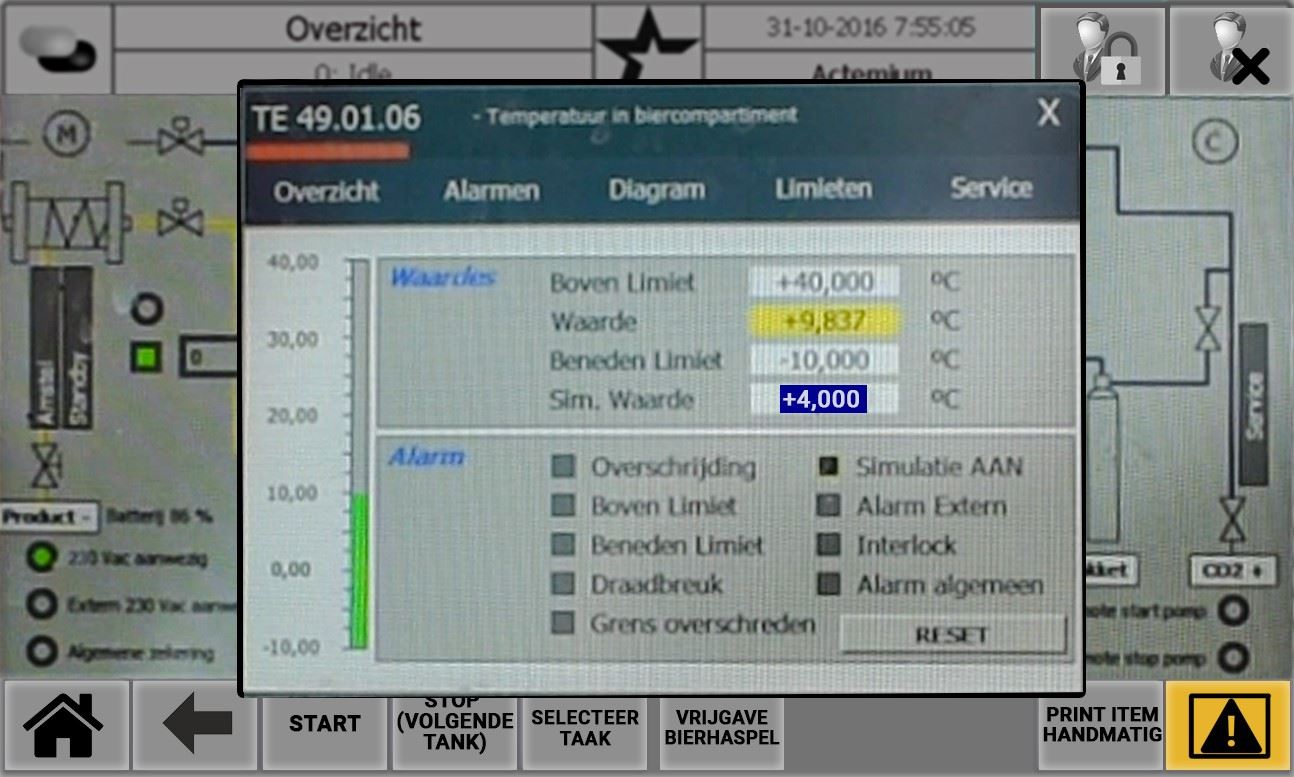 Overzicht
31-10-2016 7:55:05
0: Idle
Actemium
TE 49.01.06
- Temperatuur in biercompartiment
X
Overzicht Alarmen Diagram Limieten Service
M
C
40,00
30,00
20,00
10,00
0,00
-10,00
Waardes
Boven Limiet +40,000 ºC
Waarde +9,837 ºC
Beneden Limiet -10,000 ºC
Sim. Waarde +4,000 ºC
Alarm
Overschrijding
Boven Limiet
Beneden Limiet
Draadbreuk
Grens overschreden
Simulatie AAN
Alarm Extern
Interlock
Alarm algemeen
RESET
0
Amstel
Standby
Product -
Batterij 86 %
230 Vac aanwezig
Extern 230 Vac aanw
Algemene zekering
Service
kket
CO2 +
ote start pomp
ote stop pomp
START
STOP
(VOLGENDE
TANK)
SELECTEER
TAAK
VRIJGAVE
BIERHASPEL
PRINT ITEM
HANDMATIG